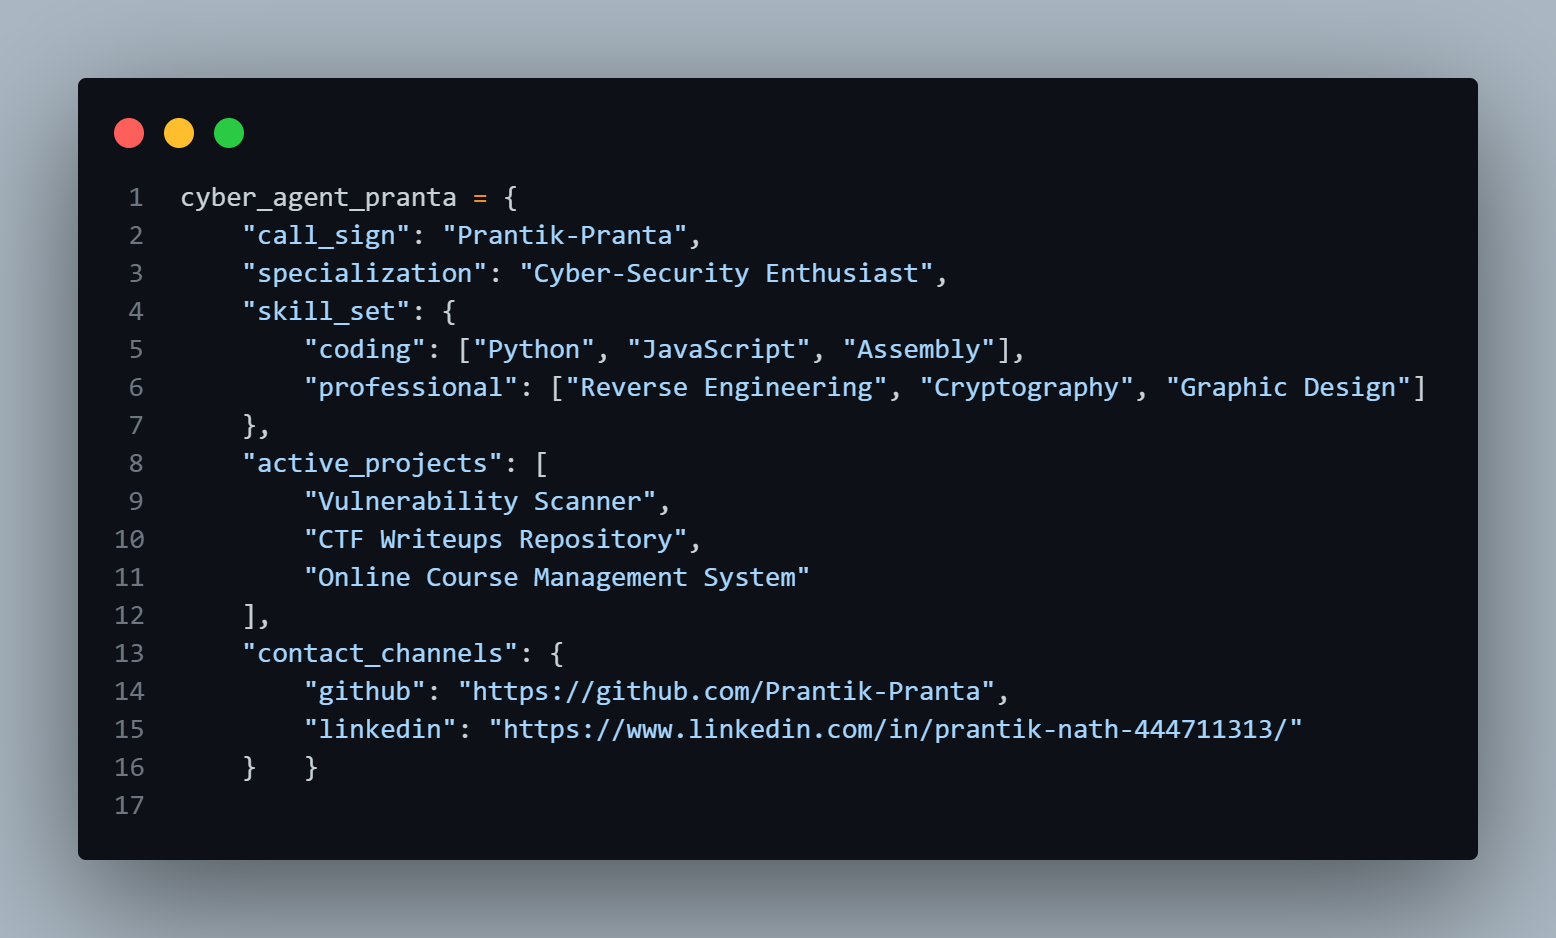 1 cyber_agent_pranta = {
2     "call_sign": "Prantik-Pranta",
3     "specialization": "Cyber-Security Enthusiast",
4     "skill_set": {
5         "coding": ["Python", "JavaScript", "Assembly"],
6         "professional": ["Reverse Engineering", "Cryptography", "Graphic Design"]
7     },
8     "active_projects": [
9         "Vulnerability Scanner",
10         "CTF Writeups Repository",
11         "Online Course Management System"
12     ],
13     "contact_channels": {
14         "github": "https://github.com/Prantik-Pranta",
15         "linkedin": "https://www.linkedin.com/in/prantik-nath-444711313/"
16     }   }
17